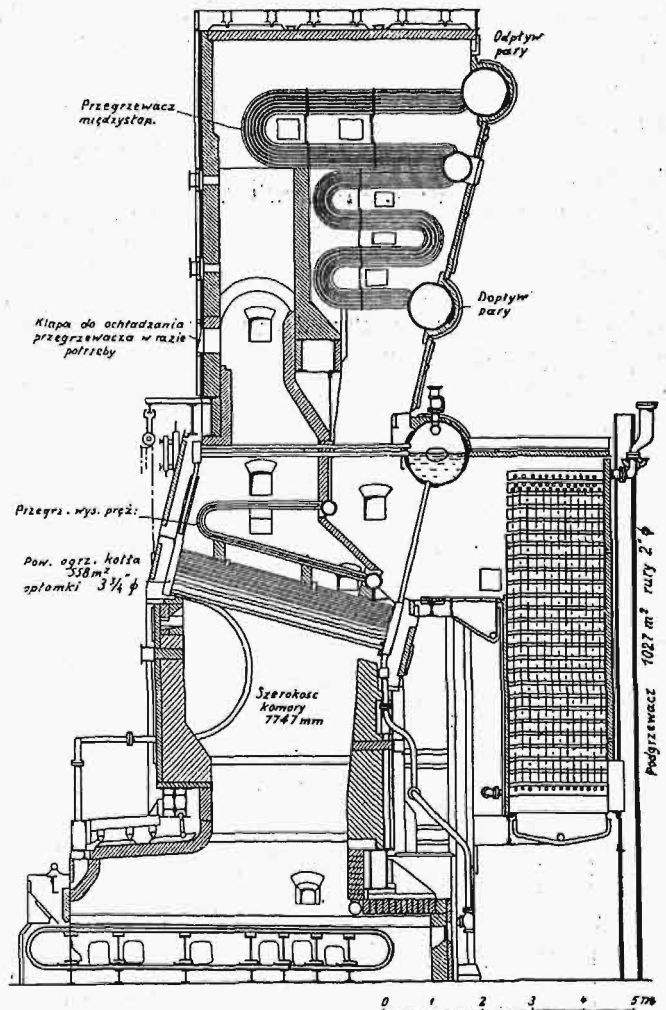 Odpływ
pary
Przegrzewacz
międzystop.
Dopływ
pary
Klapa do ochładzania
przegrzewacza w razie
potrzeby
Przegrz. wys. pręż:
Pow. ogrz. kotła
558 m²
opłomki 3¼" ϕ
Szerokość
komory
7747 mm
Podgrzewacz 1027 m² rury 2" ϕ
0 1 2 3 4 5 m